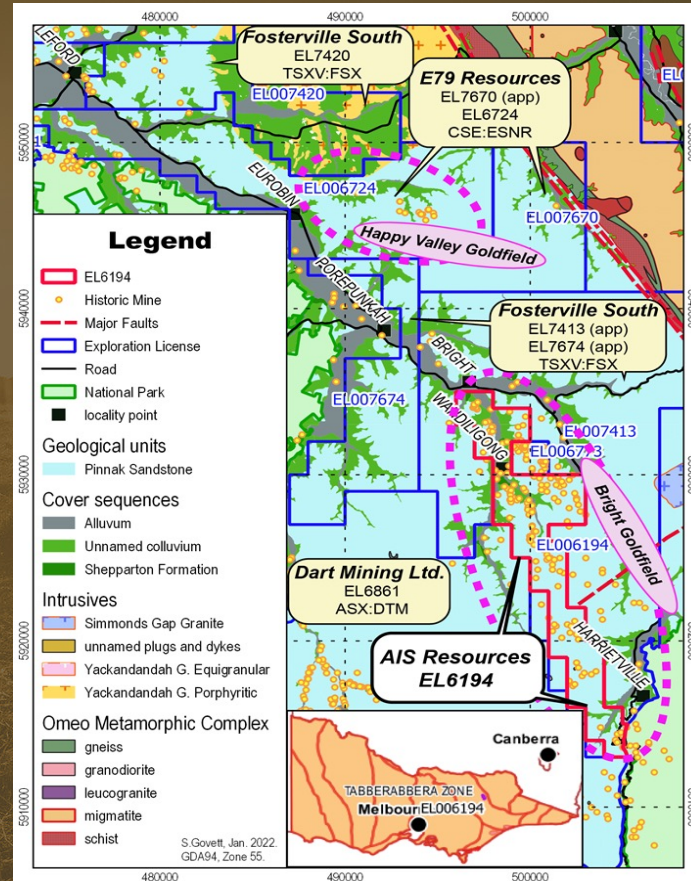 480000
490000
500000
LEFORD
Fosterville South
EL7420
TSXV:FSX
EL007420
E79 Resources
EL7670 (app)
EL6724
CSE:ESNR
5950000
EUROBIN
EL006724
EL007670
Happy Valley Goldfield
Legend
EL6194
Historic Mine
Major Faults
Exploration License
Road
National Park
locality point
Geological units
Pinnak Sandstone
Cover sequences
Alluvum
Unnamed colluvium
Shepparton Formation
Intrusives
Simmonds Gap Granite
unnamed plugs and dykes
Yackandandah G. Equigranular
Yackandandah G. Porphyritic
Omeo Metamorphic Complex
gneiss
granodiorite
leucogranite
migmatite
schist
S.Govett, Jan. 2022.
GDA94, Zone 55.
5940000
POREPUNKAH
Fosterville South
EL7413 (app)
EL7674 (app)
TSXV:FSX
BRIGHT
EL007674
WANDILIGONG
EL007413
5930000
Bright Goldfield
EL006194
Dart Mining Ltd.
EL6861
ASX:DTM
5920000
AIS Resources
EL6194
HARRIETVILLE
Canberra
TABBERABBERA ZONE
EL006194
5910000
480000
490000
500000